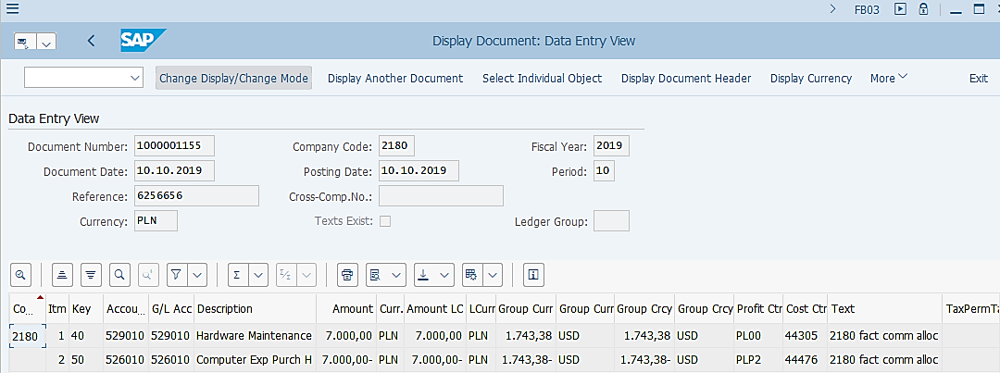 FB03
SAP
Display Document: Data Entry View
Change Display/Change Mode Display Another Document Select Individual Object Display Document Header Display Currency More Exit
Data Entry View
Document Number: 1000001155 Company Code: 2180 Fiscal Year: 2019
Document Date: 10.10.2019 Posting Date: 10.10.2019 Period: 10
Reference: 6256656 Cross-Comp.No.:
Currency: PLN Texts Exist: Ledger Group:
Co... Itm Key Accou... G/L Acc Description Amount Curr. Amount LC LCurr Group Curr Group Curr Group Crcy Group Crcy Profit Ctr Cost Ctr Text TaxPermTa
2180 1 40 529010 529010 Hardware Maintenance 7.000,00 PLN 7.000,00 PLN 1.743,38 USD 1.743,38 USD PL00 44305 2180 fact comm alloc
2 50 526010 526010 Computer Exp Purch H 7.000,00- PLN 7.000,00- PLN 1.743,38- USD 1.743,38- USD PLP2 44476 2180 fact comm alloc